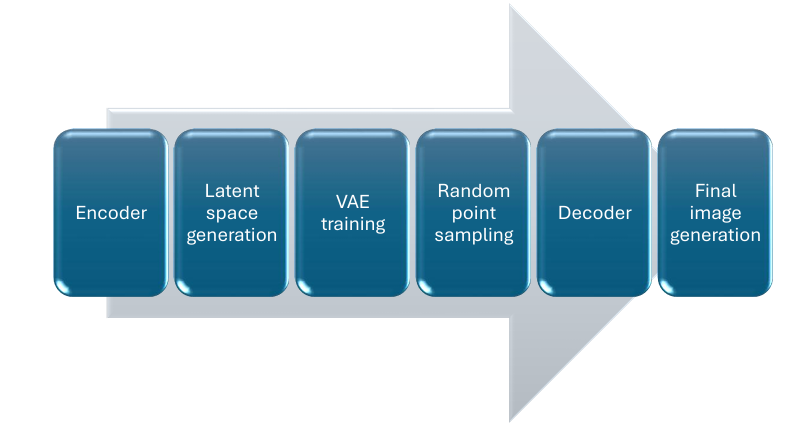 Encoder
Latent
space
generation
VAE
training
Random
point
sampling
Decoder
Final
image
generation